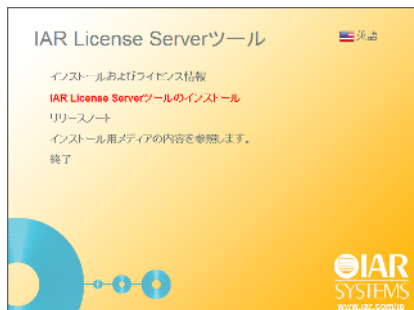 IAR License Serverツール
英語
インストールおよびライセンス情報
IAR License Serverツールのインストール
リリースノート
インストール用メディアの内容を参照します。
終了
IAR
SYSTEMS
www.iar.com/jp